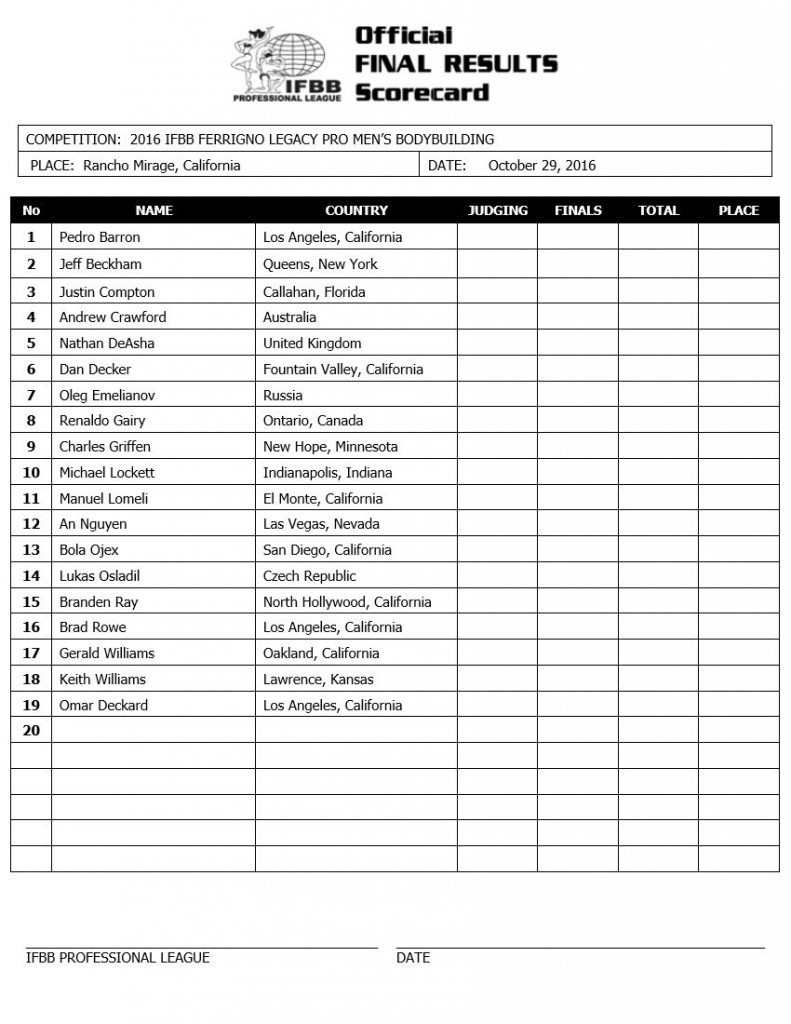 IFBB
PROFESSIONAL LEAGUE
Official
FINAL RESULTS
Scorecard
COMPETITION: 2016 IFBB FERRIGNO LEGACY PRO MEN'S BODYBUILDING
PLACE: Rancho Mirage, California DATE: October 29, 2016
No NAME COUNTRY JUDGING FINALS TOTAL PLACE
1 Pedro Barron Los Angeles, California
2 Jeff Beckham Queens, New York
3 Justin Compton Callahan, Florida
4 Andrew Crawford Australia
5 Nathan DeAsha United Kingdom
6 Dan Decker Fountain Valley, California
7 Oleg Emelianov Russia
8 Renaldo Gairy Ontario, Canada
9 Charles Griffen New Hope, Minnesota
10 Michael Lockett Indianapolis, Indiana
11 Manuel Lomeli El Monte, California
12 An Nguyen Las Vegas, Nevada
13 Bola Ojex San Diego, California
14 Lukas Osladil Czech Republic
15 Branden Ray North Hollywood, California
16 Brad Rowe Los Angeles, California
17 Gerald Williams Oakland, California
18 Keith Williams Lawrence, Kansas
19 Omar Deckard Los Angeles, California
20
IFBB PROFESSIONAL LEAGUE DATE